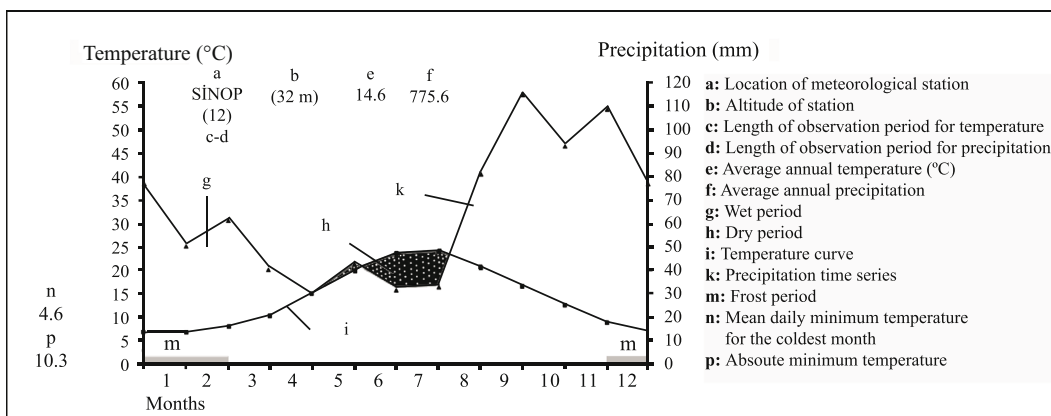 Temperature (°C)
Precipitation (mm)
a b e f
SİNOP (32 m) 14.6 775.6
(12)
c-d
60
55
50
45
40
35
30
25
20
15
10
5
0
120
110
100
90
80
70
60
50
40
30
20
10
0
g
h
k
i
m
m
n
4.6
p
10.3
1 2 3 4 5 6 7 8 9 10 11 12
Months
a: Location of meteorological station
b: Altitude of station
c: Length of observation period for temperature
d: Length of observation period for precipitation
e: Average annual temperature (ºC)
f: Average annual precipitation
g: Wet period
h: Dry period
i: Temperature curve
k: Precipitation time series
m: Frost period
n: Mean daily minimum temperature
for the coldest month
p: Absoute minimum temperature